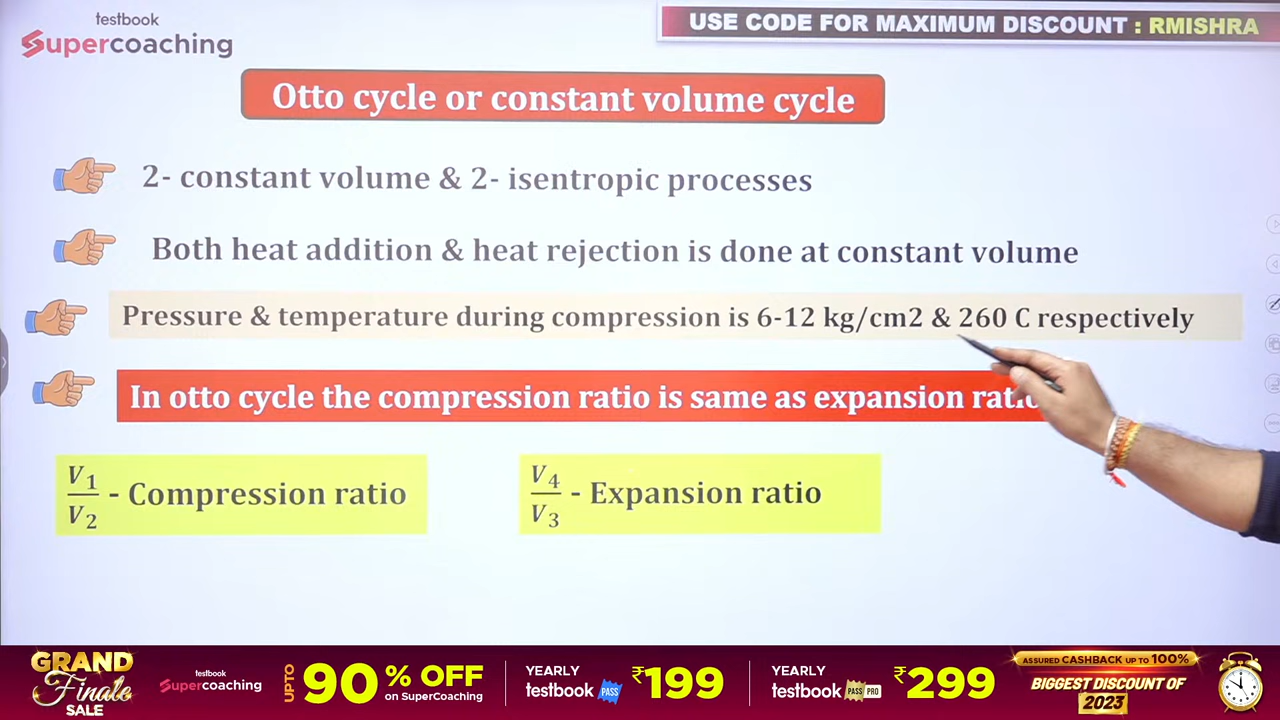 testbook
Supercoaching
USE CODE FOR MAXIMUM DISCOUNT : RMISHRA
Otto cycle or constant volume cycle
2- constant volume & 2- isentropic processes
Both heat addition & heat rejection is done at constant volume
Pressure & temperature during compression is 6-12 kg/cm2 & 260 C respectively
In otto cycle the compression ratio is same as expansion ratio
V1
V2
- Compression ratio
V4
V3
- Expansion ratio
GRAND
Finale
SALE
testbook
Supercoaching
UPTO 90% OFF
on SuperCoaching
YEARLY
testbook PASS
₹199
YEARLY
testbook PASS PRO
₹299
ASSURED CASHBACK UP TO 100%
BIGGEST DISCOUNT OF
2023